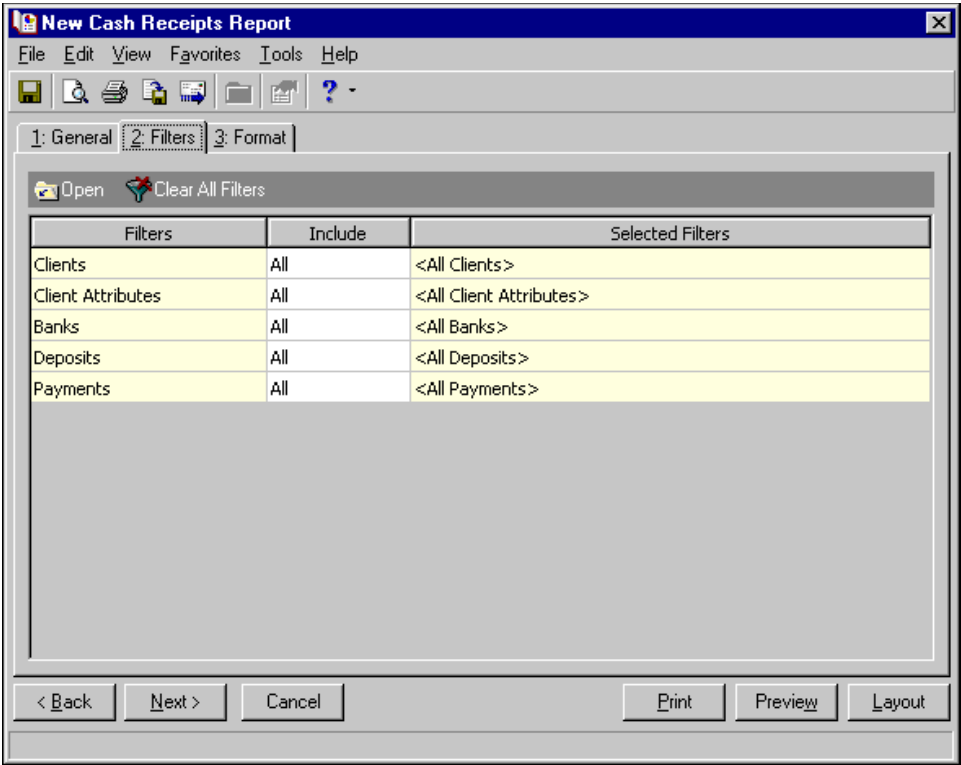 New Cash Receipts Report
File Edit View Favorites Tools Help
?
1: General 2: Filters 3: Format
Open Clear All Filters
Filters Include Selected Filters
Clients All <All Clients>
Client Attributes All <All Client Attributes>
Banks All <All Banks>
Deposits All <All Deposits>
Payments All <All Payments>
< Back Next > Cancel Print Preview Layout